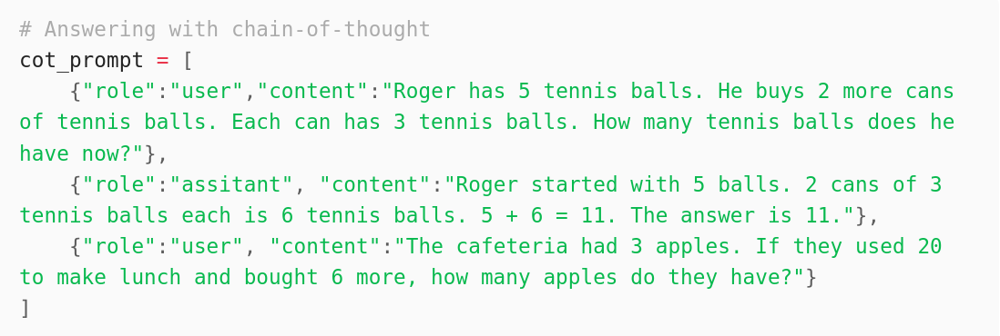 # Answering with chain-of-thought
cot_prompt = [
    {"role":"user","content":"Roger has 5 tennis balls. He buys 2 more cans
of tennis balls. Each can has 3 tennis balls. How many tennis balls does he
have now?"},
    {"role":"assitant", "content":"Roger started with 5 balls. 2 cans of 3
tennis balls each is 6 tennis balls. 5 + 6 = 11. The answer is 11."},
    {"role":"user", "content":"The cafeteria had 3 apples. If they used 20
to make lunch and bought 6 more, how many apples do they have?"}
]